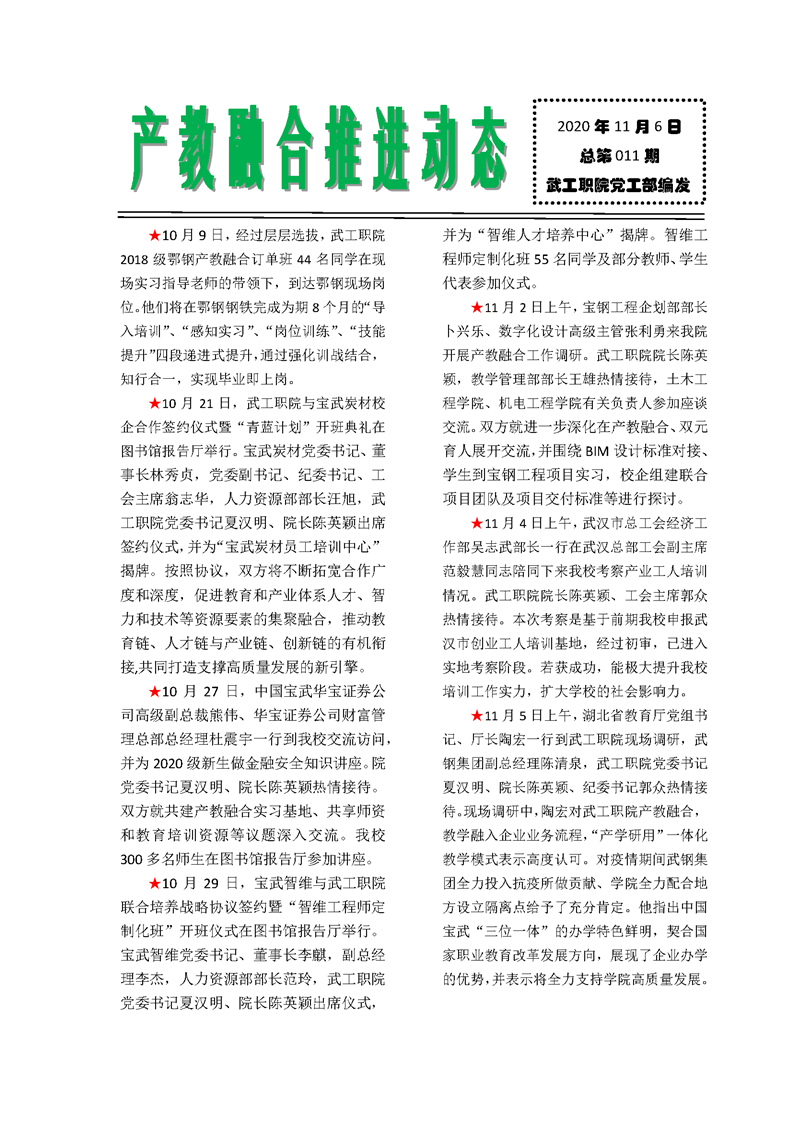 产教融合推进动态
2020 年 11 月 6 日
总第 011 期
武工职院党工部编发
★10 月 9 日，经过层层选拔，武工职院
2018 级鄂钢产教融合订单班 44 名同学在现
场实习指导老师的带领下，到达鄂钢现场岗
位。他们将在鄂钢钢铁完成为期 8 个月的“导
入培训”、“感知实习”、“岗位训练”、“技能
提升”四段递进式提升，通过强化训战结合，
知行合一，实现毕业即上岗。
★10 月 21 日，武工职院与宝武炭材校
企合作签约仪式暨“青蓝计划”开班典礼在
图书馆报告厅举行。宝武炭材党委书记、董
事长林秀贞，党委副书记、纪委书记、工
会主席翁志华，人力资源部部长汪旭，武
工职院党委书记夏汉明、院长陈英颖出席
签约仪式，并为“宝武炭材员工培训中心”
揭牌。按照协议，双方将不断拓宽合作广
度和深度，促进教育和产业体系人才、智
力和技术等资源要素的集聚融合，推动教
育链、人才链与产业链、创新链的有机衔
接,共同打造支撑高质量发展的新引擎。
★10 月 27 日，中国宝武华宝证券公
司高级副总裁熊伟、华宝证券公司财富管
理总部总经理杜震宇一行到我校交流访问，
并为 2020 级新生做金融安全知识讲座。院
党委书记夏汉明、院长陈英颖热情接待。
双方就共建产教融合实习基地、共享师资
和教育培训资源等议题深入交流。我校
300 多名师生在图书馆报告厅参加讲座。
★10 月 29 日，宝武智维与武工职院
联合培养战略协议签约暨“智维工程师定
制化班”开班仪式在图书馆报告厅举行。
宝武智维党委书记、董事长李麒，副总经
理李杰，人力资源部部长范玲，武工职院
党委书记夏汉明、院长陈英颖出席仪式，
并为“智维人才培养中心”揭牌。智维工
程师定制化班 55 名同学及部分教师、学生
代表参加仪式。
★11 月 2 日上午，宝钢工程企划部部长
卜兴乐、数字化设计高级主管张利勇来我院
开展产教融合工作调研。武工职院院长陈英
颖，教学管理部部长王雄热情接待，土木工
程学院、机电工程学院有关负责人参加座谈
交流。双方就进一步深化在产教融合、双元
育人展开交流，并围绕 BIM 设计标准对接、
学生到宝钢工程项目实习，校企组建联合
项目团队及项目交付标准等进行探讨。
★11 月 4 日上午，武汉市总工会经济工
作部吴志武部长一行在武汉总部工会副主席
范毅慧同志陪同下来我校考察产业工人培训
情况。武工职院院长陈英颖、工会主席郭众
热情接待。本次考察是基于前期我校申报武
汉市创业工人培训基地，经过初审，已进入
实地考察阶段。若获成功，能极大提升我校
培训工作实力，扩大学校的社会影响力。
★11 月 5 日上午，湖北省教育厅党组书
记、厅长陶宏一行到武工职院现场调研，武
钢集团副总经理陈清泉，武工职院党委书记
夏汉明、院长陈英颖、纪委书记郭众热情接
待。现场调研中，陶宏对武工职院产教融合，
教学融入企业业务流程，“产学研用”一体化
教学模式表示高度认可。对疫情期间武钢集
团全力投入抗疫所做贡献、学院全力配合地
方设立隔离点给予了充分肯定。他指出中国
宝武“三位一体”的办学特色鲜明，契合国
家职业教育改革发展方向，展现了企业办学
的优势，并表示将全力支持学院高质量发展。